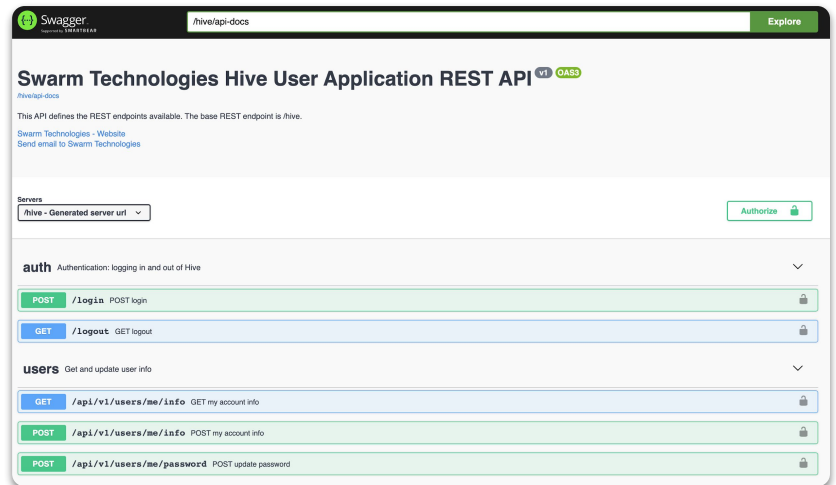 Swagger.
Supported by SMARTBEAR
/hive/api-docs
Explore
Swarm Technologies Hive User Application REST API v1 OAS3
/hive/api-docs
This API defines the REST endpoints available. The base REST endpoint is /hive.
Swarm Technologies - Website
Send email to Swarm Technologies
Servers
/hive - Generated server url
Authorize
auth Authentication: logging in and out of Hive
POST /login POST login
GET /logout GET logout
users Get and update user info
GET /api/v1/users/me/info GET my account info
POST /api/v1/users/me/info POST my account info
POST /api/v1/users/me/password POST update password